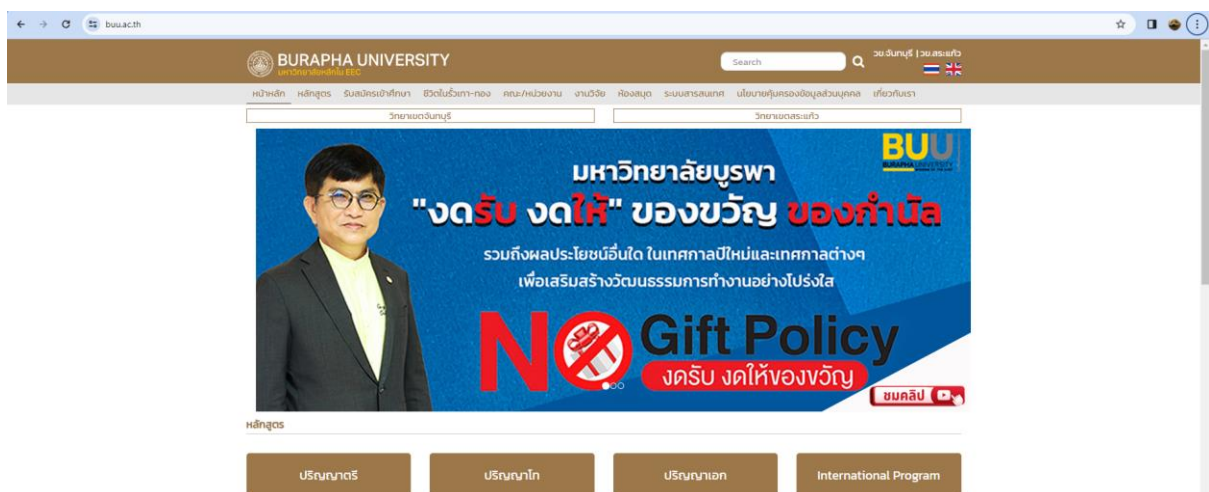 buu.ac.th
BURAPHA UNIVERSITY
มหาวิทยาลัยหลักใน EEC
Search
วข.จันทบุรี | วข.สระแก้ว
หน้าหลัก หลักสูตร รับสมัครเข้าศึกษา ชีวิตในรั้วเทา-ทอง คณะ/หน่วยงาน งานวิจัย ห้องสมุด ระบบสารสนเทศ นโยบายคุ้มครองข้อมูลส่วนบุคคล เกี่ยวกับเรา
วิทยาเขตจันทบุรี วิทยาเขตสระแก้ว
BUU
BURAPHA UNIVERSITY
มหาวิทยาลัยบูรพา
"งดรับ งดให้" ของขวัญ ของกำนัล
รวมถึงผลประโยชน์อื่นใด ในเทศกาลปีใหม่และเทศกาลต่างๆ
เพื่อเสริมสร้างวัฒนธรรมการทำงานอย่างโปร่งใส
NO Gift Policy
งดรับ งดให้ของขวัญ
ชมคลิป
หลักสูตร
ปริญญาตรี ปริญญาโท ปริญญาเอก International Program